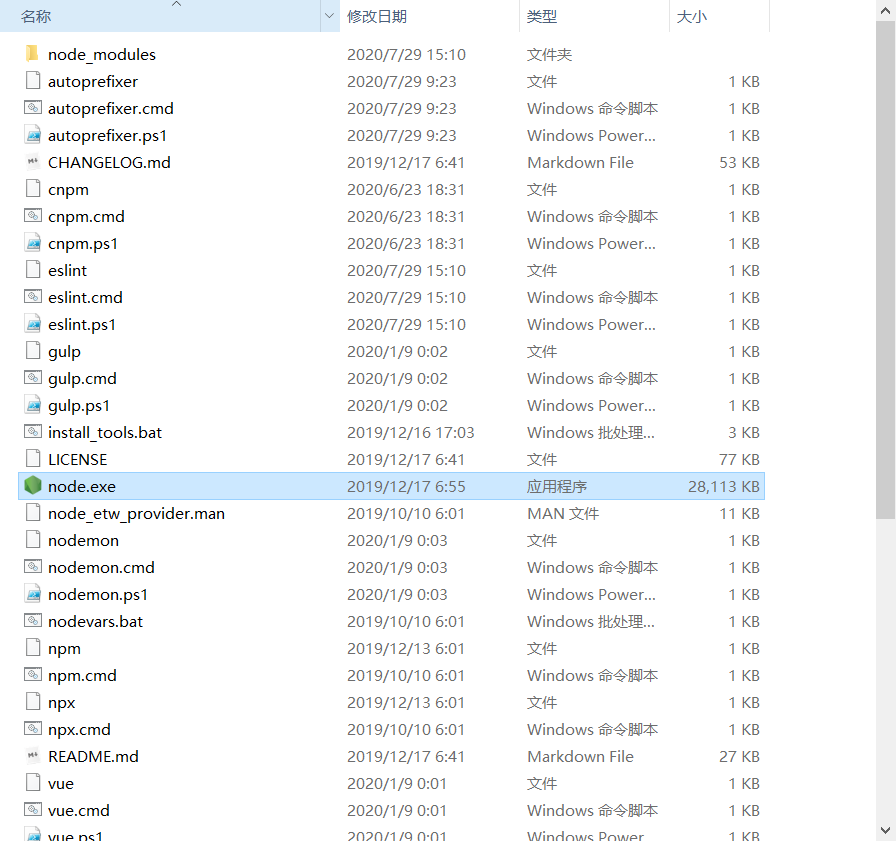 名称 修改日期 类型 大小
node_modules 2020/7/29 15:10 文件夹
autoprefixer 2020/7/29 9:23 文件 1 KB
autoprefixer.cmd 2020/7/29 9:23 Windows 命令脚本 1 KB
autoprefixer.ps1 2020/7/29 9:23 Windows Power... 1 KB
CHANGELOG.md 2019/12/17 6:41 Markdown File 53 KB
cnpm 2020/6/23 18:31 文件 1 KB
cnpm.cmd 2020/6/23 18:31 Windows 命令脚本 1 KB
cnpm.ps1 2020/6/23 18:31 Windows Power... 1 KB
eslint 2020/7/29 15:10 文件 1 KB
eslint.cmd 2020/7/29 15:10 Windows 命令脚本 1 KB
eslint.ps1 2020/7/29 15:10 Windows Power... 1 KB
gulp 2020/1/9 0:02 文件 1 KB
gulp.cmd 2020/1/9 0:02 Windows 命令脚本 1 KB
gulp.ps1 2020/1/9 0:02 Windows Power... 1 KB
install_tools.bat 2019/12/16 17:03 Windows 批处理... 3 KB
LICENSE 2019/12/17 6:41 文件 77 KB
node.exe 2019/12/17 6:55 应用程序 28,113 KB
node_etw_provider.man 2019/10/10 6:01 MAN 文件 11 KB
nodemon 2020/1/9 0:03 文件 1 KB
nodemon.cmd 2020/1/9 0:03 Windows 命令脚本 1 KB
nodemon.ps1 2020/1/9 0:03 Windows Power... 1 KB
nodevars.bat 2019/10/10 6:01 Windows 批处理... 1 KB
npm 2019/12/13 6:01 文件 1 KB
npm.cmd 2019/10/10 6:01 Windows 命令脚本 1 KB
npx 2019/12/13 6:01 文件 1 KB
npx.cmd 2019/10/10 6:01 Windows 命令脚本 1 KB
README.md 2019/12/17 6:41 Markdown File 27 KB
vue 2020/1/9 0:01 文件 1 KB
vue.cmd 2020/1/9 0:01 Windows 命令脚本 1 KB
vue.ps1 2020/1/9 0:01 Windows Power 1 KB